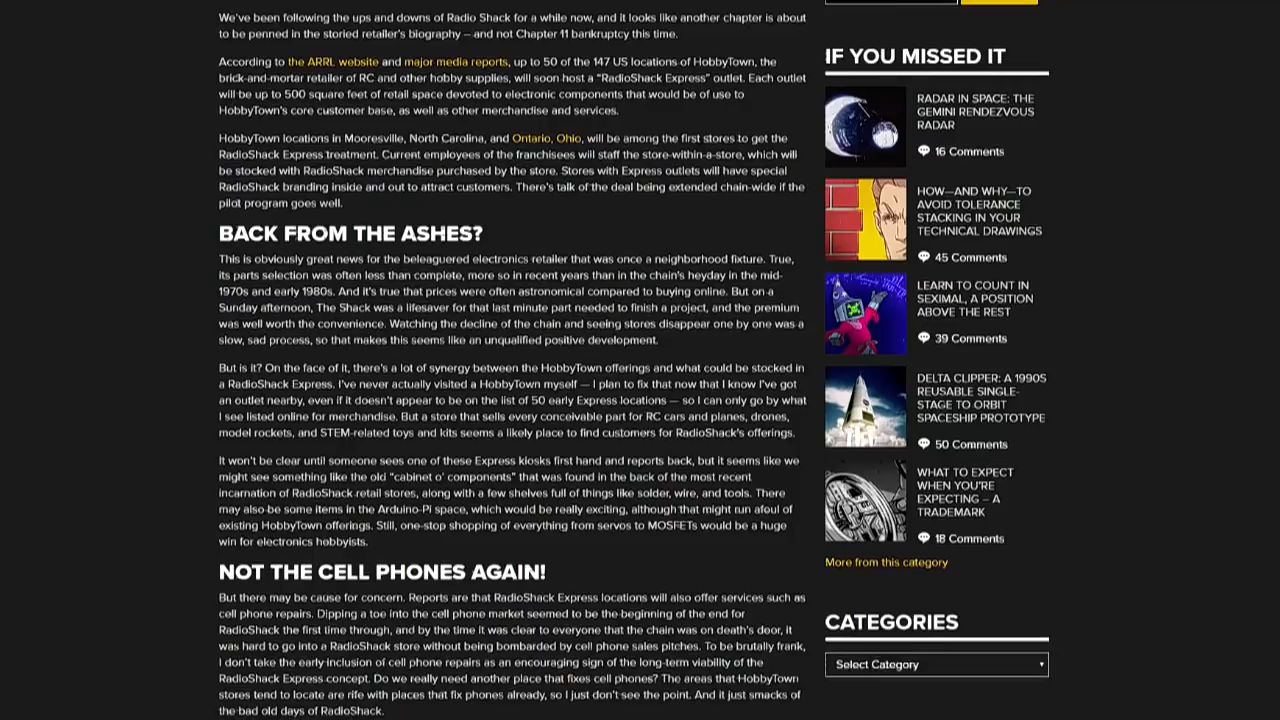 We've been following the ups and downs of Radio Shack for a while now, and it looks like another chapter is about
to be penned in the storied retailer's biography – and not Chapter 11 bankruptcy this time.
According to the ARRL website and major media reports, up to 50 of the 147 US locations of HobbyTown, the
brick-and-mortar retailer of RC and other hobby supplies, will soon host a "RadioShack Express" outlet. Each outlet
will be up to 500 square feet of retail space devoted to electronic components that would be of use to
HobbyTown's core customer base, as well as other merchandise and services.
HobbyTown locations in Mooresville, North Carolina, and Ontario, Ohio, will be among the first stores to get the
RadioShack Express treatment. Current employees of the franchisees will staff the store-within-a-store, which will
be stocked with RadioShack merchandise purchased by the store. Stores with Express outlets will have special
RadioShack branding inside and out to attract customers. There's talk of the deal being extended chain-wide if the
pilot program goes well.
BACK FROM THE ASHES?
This is obviously great news for the beleaguered electronics retailer that was once a neighborhood fixture. True,
its parts selection was often less than complete, more so in recent years than in the chain's heyday in the mid-
1970s and early 1980s. And it's true that prices were often astronomical compared to buying online. But on a
Sunday afternoon, The Shack was a lifesaver for that last minute part needed to finish a project, and the premium
was well worth the convenience. Watching the decline of the chain and seeing stores disappear one by one was a
slow, sad process, so that makes this seems like an unqualified positive development.
But is it? On the face of it, there's a lot of synergy between the HobbyTown offerings and what could be stocked in
a RadioShack Express. I've never actually visited a HobbyTown myself — I plan to fix that now that I know I've got
an outlet nearby, even if it doesn't appear to be on the list of 50 early Express locations — so I can only go by what
I see listed online for merchandise. But a store that sells every conceivable part for RC cars and planes, drones,
model rockets, and STEM-related toys and kits seems a likely place to find customers for RadioShack's offerings.
It won't be clear until someone sees one of these Express kiosks first hand and reports back, but it seems like we
might see something like the old "cabinet o' components" that was found in the back of the most recent
incarnation of RadioShack retail stores, along with a few shelves full of things like solder, wire, and tools. There
may also be some items in the Arduino-Pi space, which would be really exciting, although that might run afoul of
existing HobbyTown offerings. Still, one-stop shopping of everything from servos to MOSFETs would be a huge
win for electronics hobbyists.
NOT THE CELL PHONES AGAIN!
But there may be cause for concern. Reports are that RadioShack Express locations will also offer services such as
cell phone repairs. Dipping a toe into the cell phone market seemed to be the beginning of the end for
RadioShack the first time through, and by the time it was clear to everyone that the chain was on death's door, it
was hard to go into a RadioShack store without being bombarded by cell phone sales pitches. To be brutally frank,
I don't take the early inclusion of cell phone repairs as an encouraging sign of the long-term viability of the
RadioShack Express concept. Do we really need another place that fixes cell phones? The areas that HobbyTown
stores tend to locate are rife with places that fix phones already, so I just don't see the point. And it just smacks of
the bad old days of RadioShack.
IF YOU MISSED IT
RADAR IN SPACE: THE
GEMINI RENDEZVOUS
RADAR
16 Comments
HOW—AND WHY—TO
AVOID TOLERANCE
STACKING IN YOUR
TECHNICAL DRAWINGS
45 Comments
LEARN TO COUNT IN
SEXIMAL, A POSITION
ABOVE THE REST
39 Comments
DELTA CLIPPER: A 1990S
REUSABLE SINGLE-
STAGE TO ORBIT
SPACESHIP PROTOTYPE
50 Comments
WHAT TO EXPECT
WHEN YOU'RE
EXPECTING – A
TRADEMARK
18 Comments
More from this category
CATEGORIES
Select Category